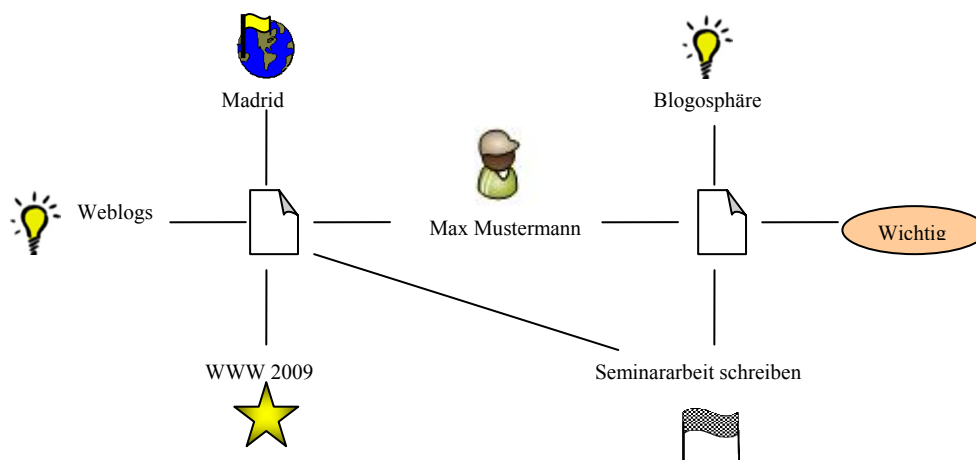 Madrid
Blogosphäre
Weblogs
Max Mustermann
Wichtig
WWW 2009
Seminararbeit schreiben